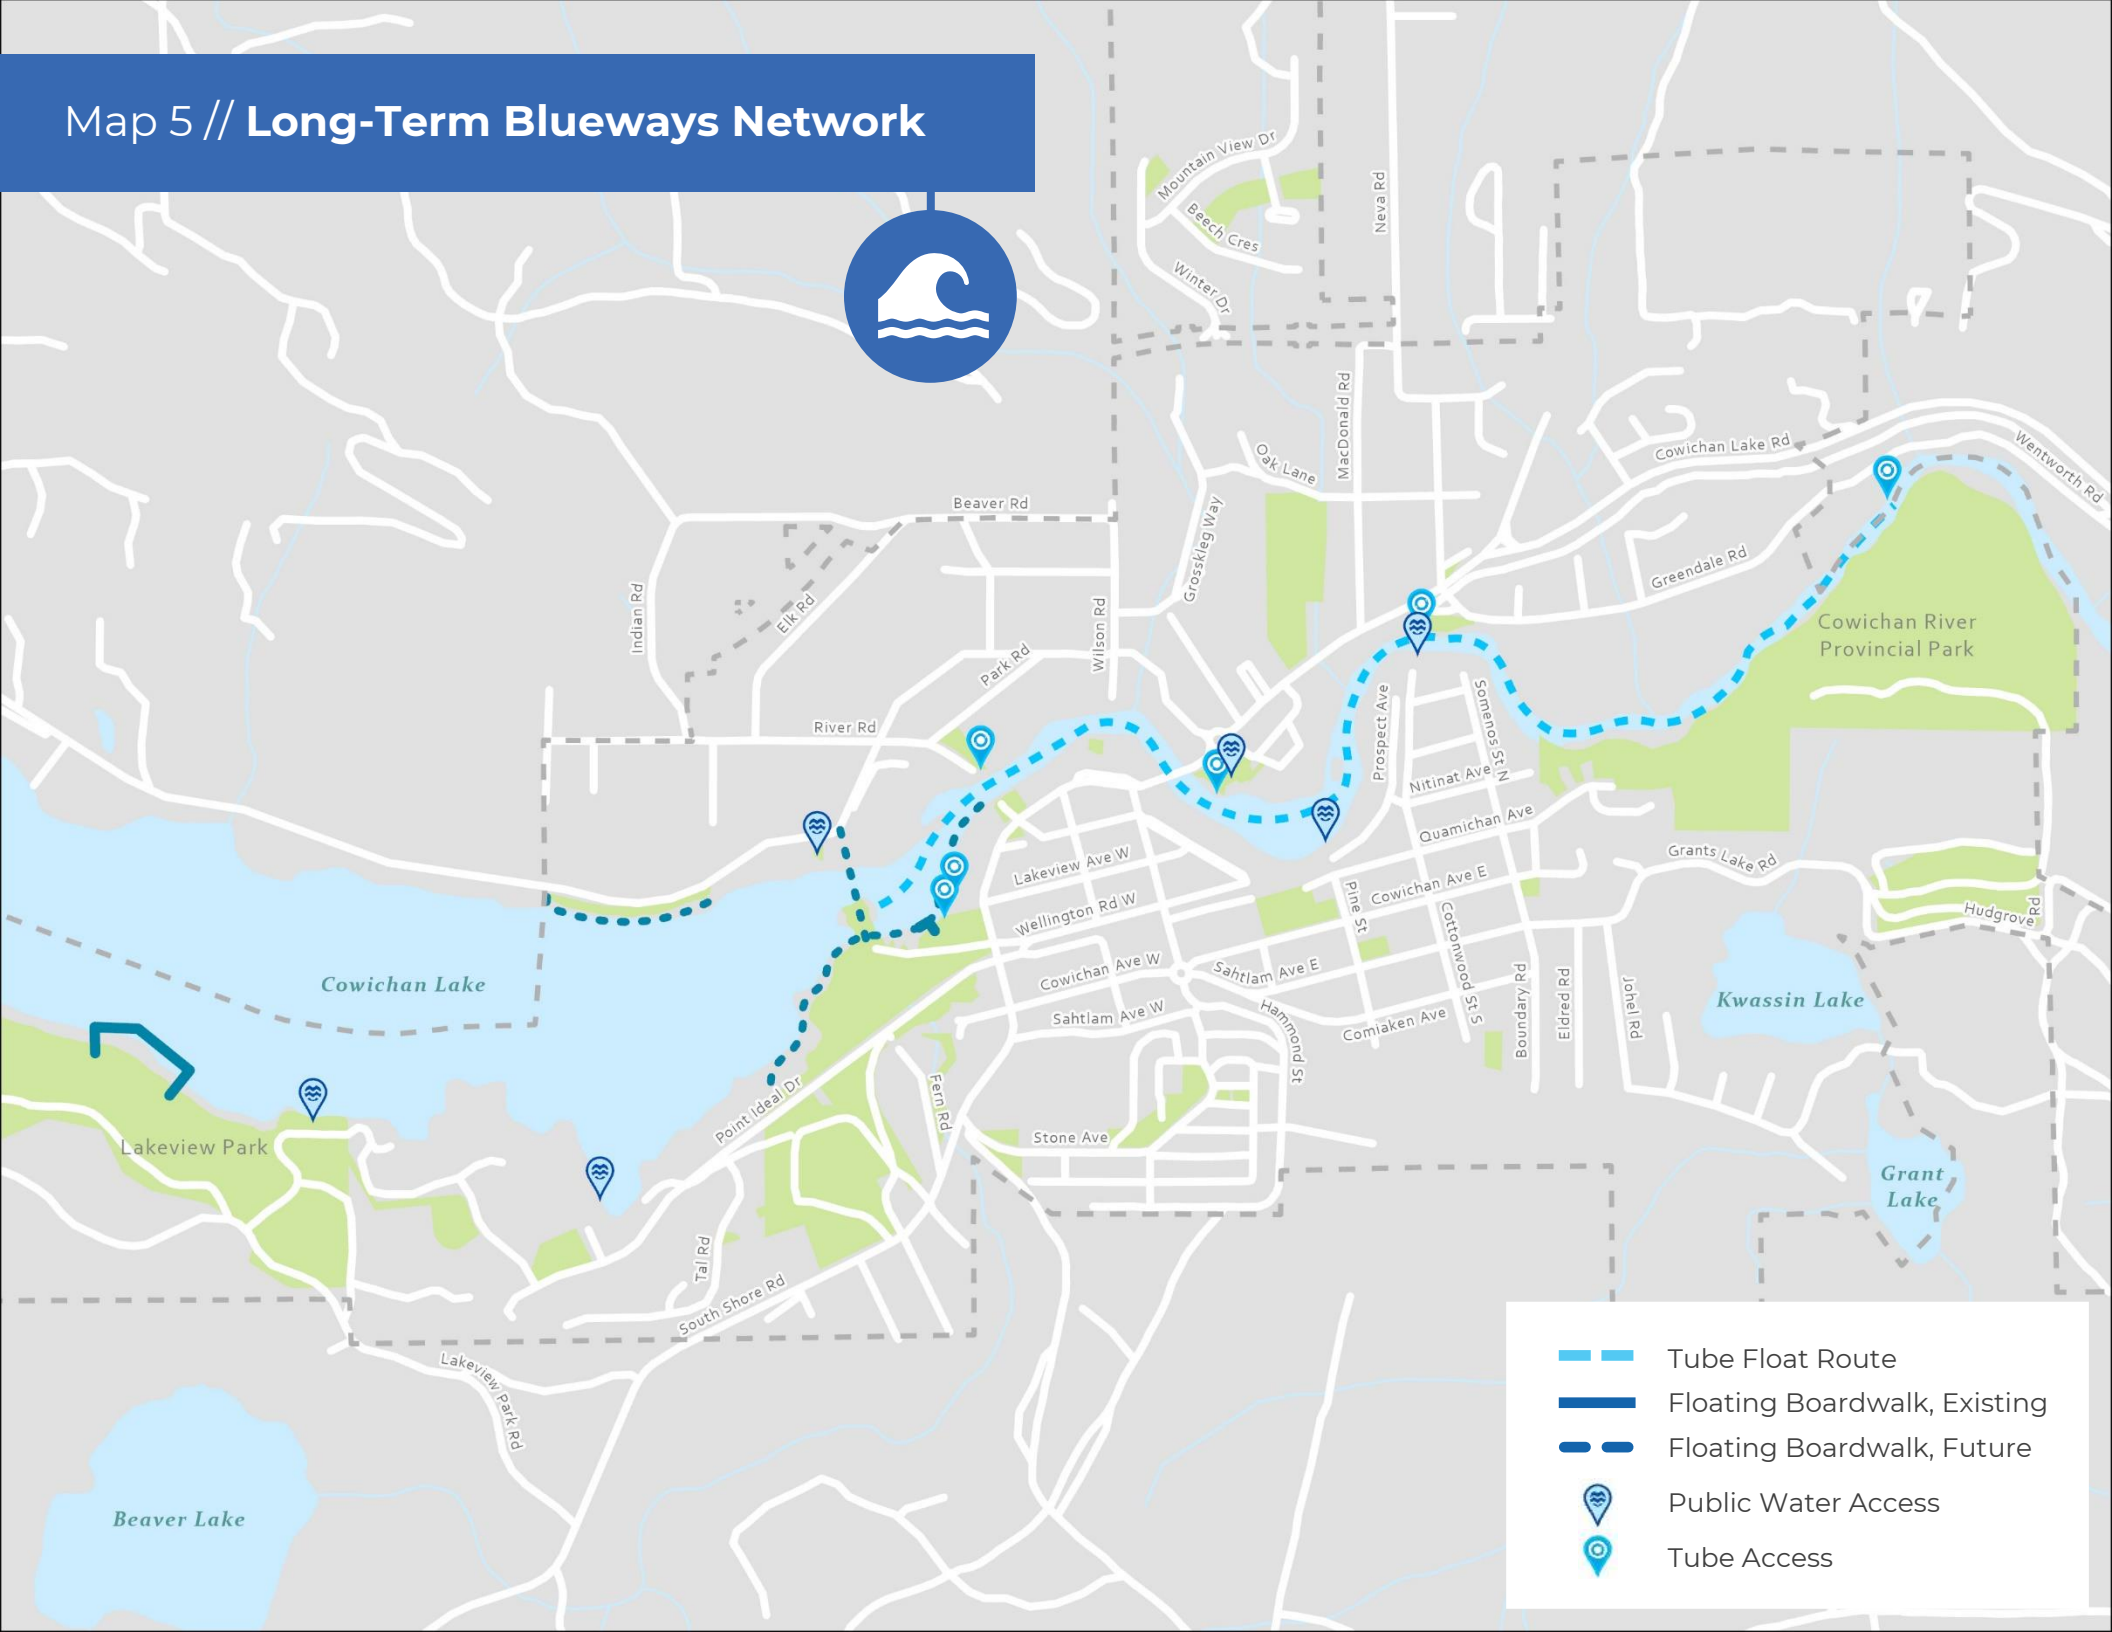 Map 5 // Long-Term Blueways Network
Mountain View Dr
Beech Cres
Winter Dr
Neva Rd
MacDonald Rd
Oak Lane
Cowichan Lake Rd
Wentworth Rd
Beaver Rd
Grosskleg Way
Greendale Rd
Indian Rd
Elk Rd
Wilson Rd
Park Rd
Cowichan River
Provincial Park
River Rd
Prospect Ave
Somenos St N
Nitinat Ave
Quamichan Ave
Lakeview Ave W
Grants Lake Rd
Cowichan Ave E
Pine St
Wellington Rd W
Cottonwood St S
Hudgrove Rd
Cowichan Lake
Cowichan Ave W
Sahtlam Ave E
Kwassin Lake
Boundary Rd
Eldred Rd
Johel Rd
Sahtlam Ave W
Hammond St
Comiaken Ave
Point Ideal Dr
Fern Rd
Stone Ave
Lakeview Park
Grant
Lake
Tal Rd
South Shore Rd
Lakeview Park Rd
Beaver Lake
Tube Float Route
Floating Boardwalk, Existing
Floating Boardwalk, Future
Public Water Access
Tube Access